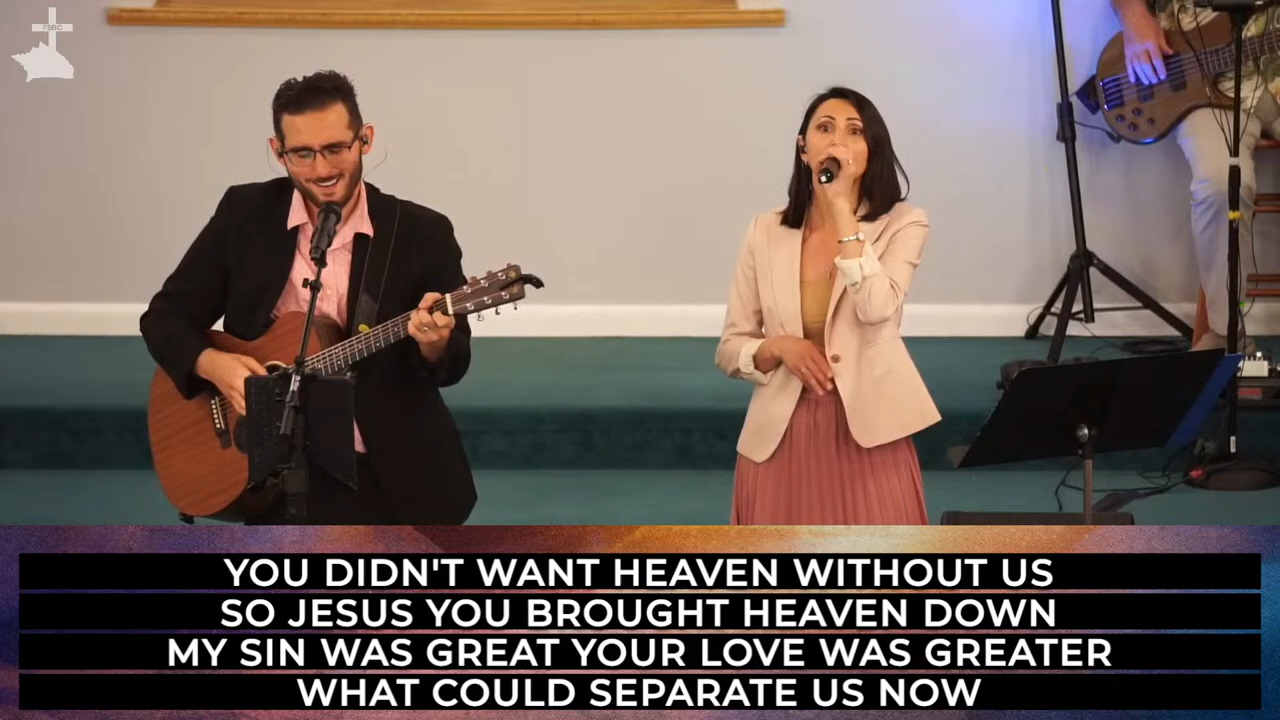 FSBC
YOU DIDN'T WANT HEAVEN WITHOUT US
SO JESUS YOU BROUGHT HEAVEN DOWN
MY SIN WAS GREAT YOUR LOVE WAS GREATER
WHAT COULD SEPARATE US NOW